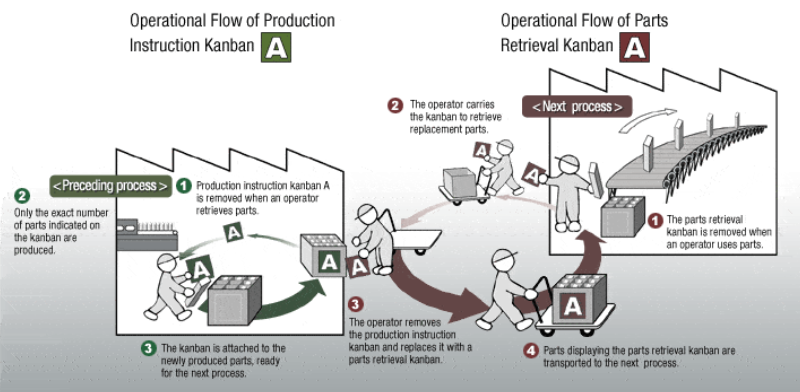 Operational Flow of Production
Instruction Kanban A
Operational Flow of Parts
Retrieval Kanban A
<Preceding process>
1 Production instruction kanban A
is removed when an operator
retrieves parts.
2
Only the exact number
of parts indicated on
the kanban are
produced.
A
A
A
A
3 The kanban is attached to the
newly produced parts, ready
for the next process.
<Next process>
2 The operator carries
the kanban to retrieve
replacement parts.
A
A
1 The parts retrieval
kanban is removed when
an operator uses parts.
3
The operator removes
the production instruction
kanban and replaces it with a
parts retrieval kanban.
A
4 Parts displaying the parts retrieval kanban are
transported to the next process.